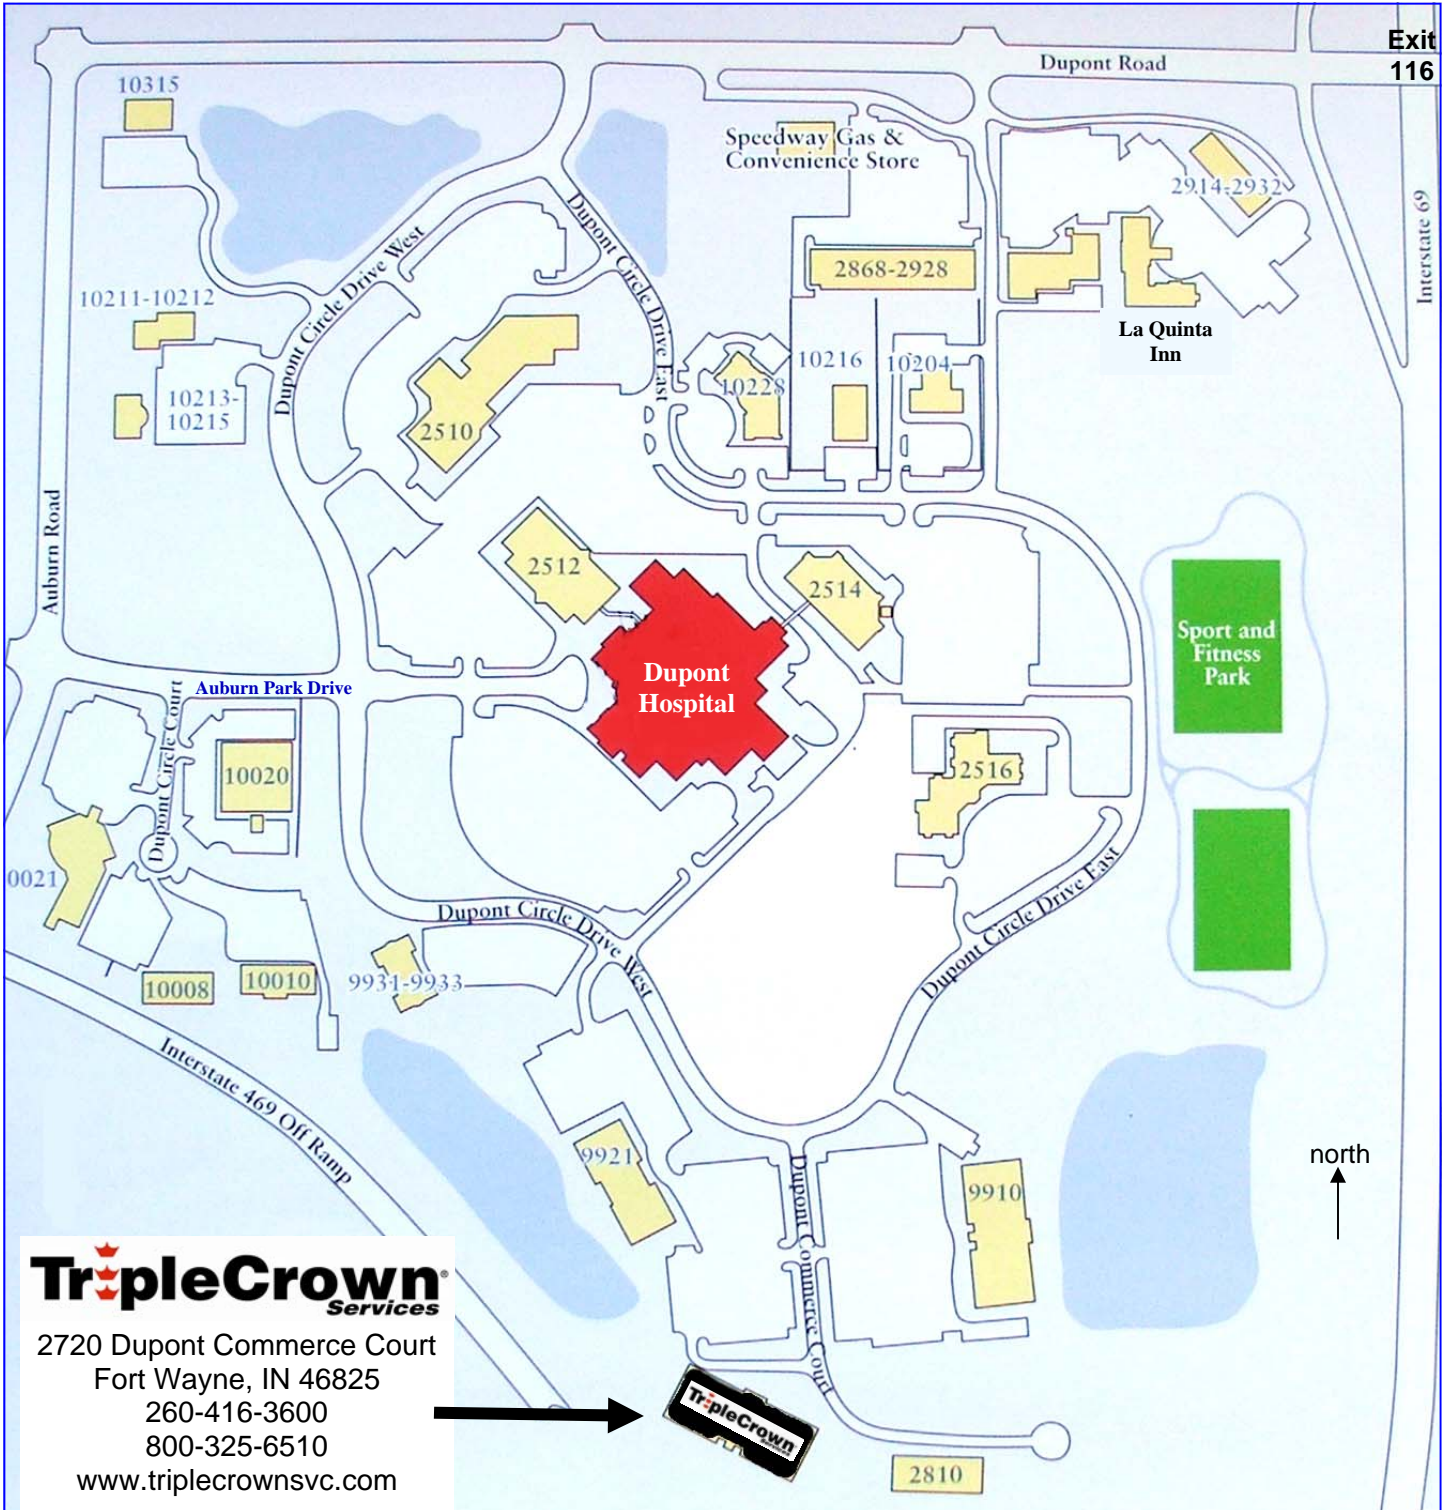 Exit
116
Dupont Road
10315
Speedway Gas &
Convenience Store
2914-2932
Interstate 69
Dupont Circle Drive West
Dupont Circle Drive East
2868-2928
10211-10212
La Quinta
Inn
10216
10204
10228
10213-
10215
2510
Auburn Road
2512
2514
Sport and
Fitness
Park
Dupont
Hospital
Auburn Park Drive
Dupont Circle Court
10020
2516
0021
Dupont Circle Drive West
Dupont Circle Drive East
10008
10010
9931-9933
Interstate 469 Off Ramp
9921
9910
north
Dupont Commerce Court
TripleCrown®
Services
2720 Dupont Commerce Court
Fort Wayne, IN 46825
260-416-3600
800-325-6510
www.triplecrownsvc.com
TripleCrown
Services
2810